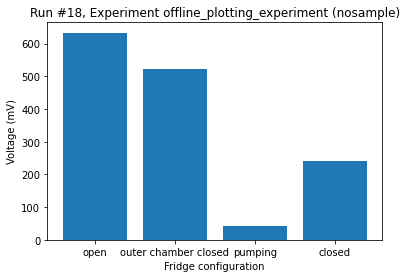 Run #18, Experiment offline_plotting_experiment (nosample)
600
500
400
300
200
100
0
Voltage (mV)
open outer chamber closed pumping closed
Fridge configuration